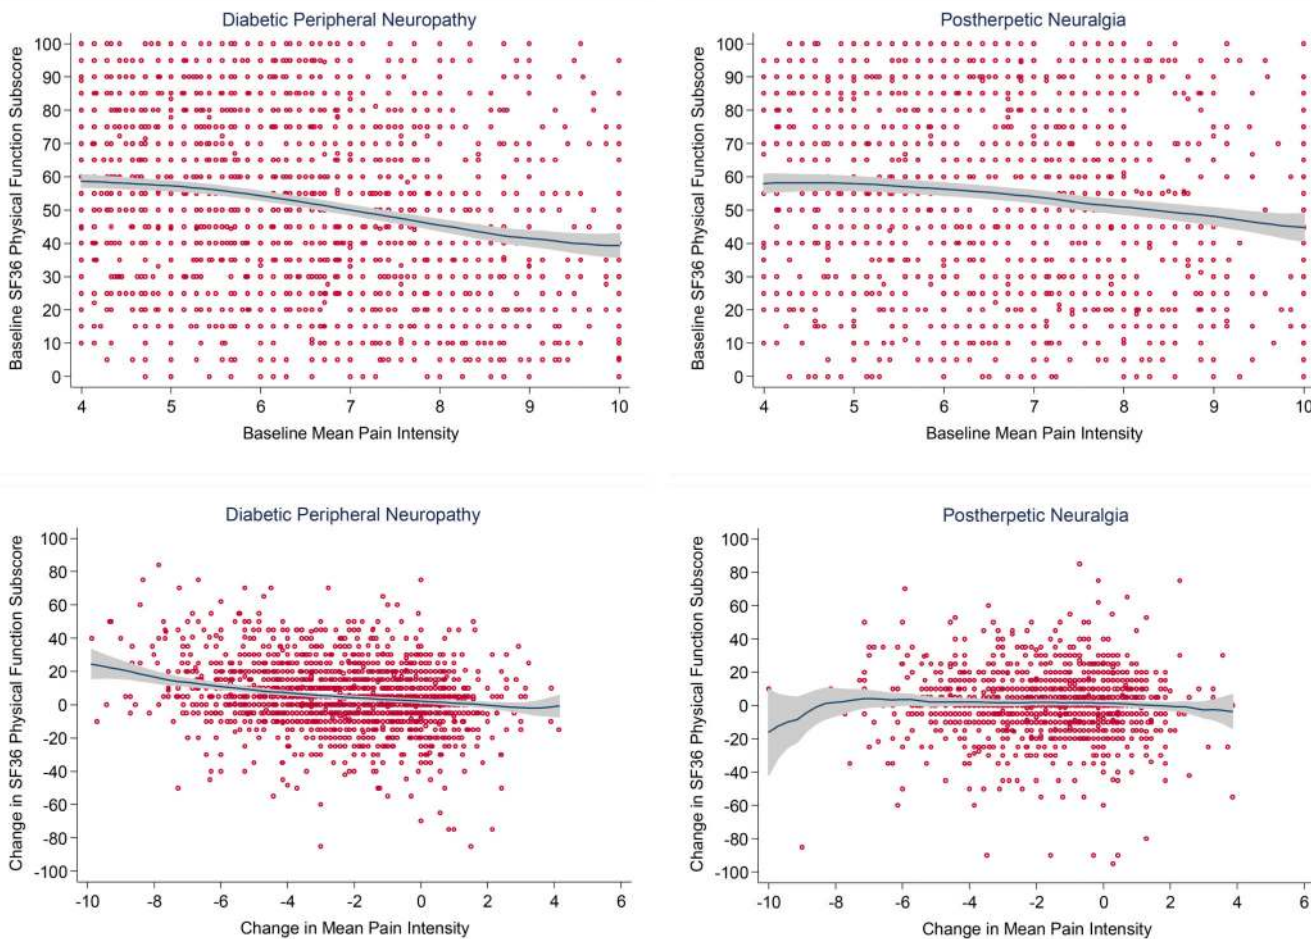 Diabetic Peripheral Neuropathy
Baseline SF36 Physical Function Subscore
100
90
80
70
60
50
40
30
20
10
0
4 5 6 7 8 9 10
Baseline Mean Pain Intensity
Postherpetic Neuralgia
Baseline SF36 Physical Function Subscore
100
90
80
70
60
50
40
30
20
10
0
4 5 6 7 8 9 10
Baseline Mean Pain Intensity
Diabetic Peripheral Neuropathy
Change in SF36 Physical Function Subscore
100
80
60
40
20
0
-20
-40
-60
-80
-100
-10 -8 -6 -4 -2 0 2 4 6
Change in Mean Pain Intensity
Postherpetic Neuralgia
Change in SF36 Physical Function Subscore
100
80
60
40
20
0
-20
-40
-60
-80
-100
-10 -8 -6 -4 -2 0 2 4 6
Change in Mean Pain Intensity